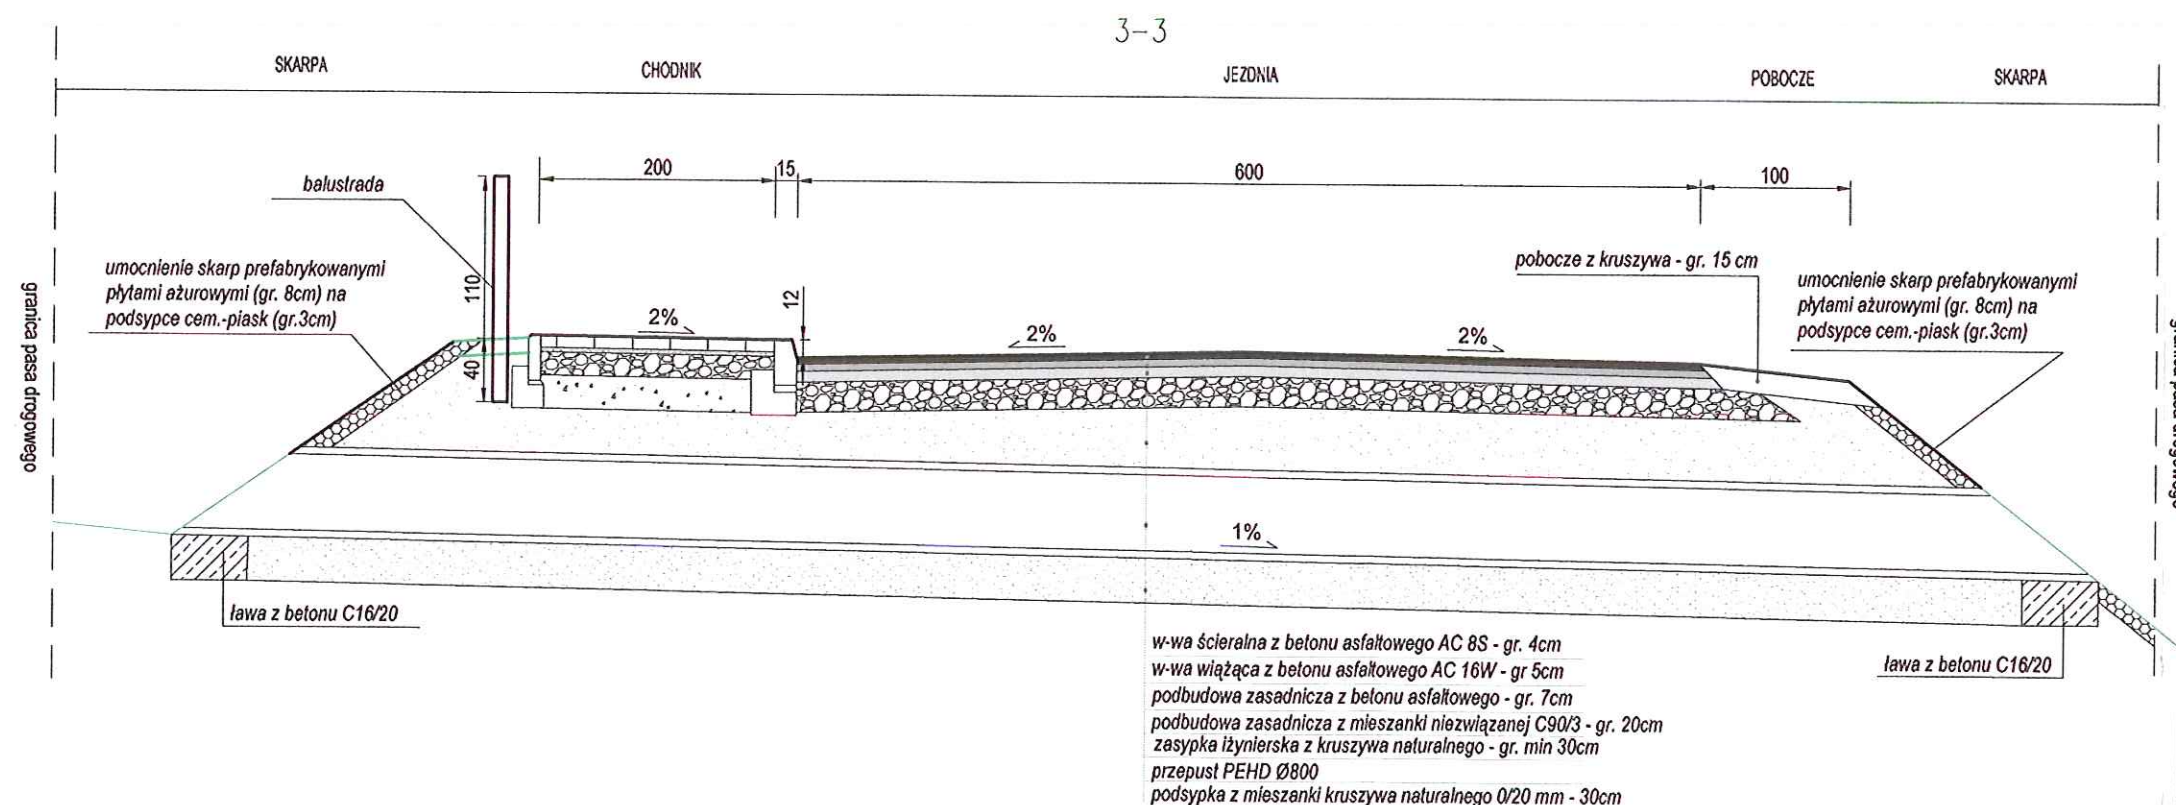 3-3
SKARPA
CHODNIK
JEZDNIA
POBOCZE
SKARPA
200
15
600
100
balustrada
110
12
40
umocnienie skarp prefabrykowanymi
płytami ażurowymi (gr. 8cm) na
podsypce cem.-piask (gr.3cm)
pobocze z kruszywa - gr. 15 cm
umocnienie skarp prefabrykowanymi
płytami ażurowymi (gr. 8cm) na
podsypce cem.-piask (gr.3cm)
granica pasa drogowego
2%
2%
2%
1%
ława z betonu C16/20
ława z betonu C16/20
w-wa ścieralna z betonu asfaltowego AC 8S - gr. 4cm
w-wa wiążąca z betonu asfaltowego AC 16W - gr 5cm
podbudowa zasadnicza z betonu asfaltowego - gr. 7cm
podbudowa zasadnicza z mieszanki niezwiązanej C90/3 - gr. 20cm
zasypka iżynierska z kruszywa naturalnego - gr. min 30cm
przepust PEHD Ø800
podsypka z mieszanki kruszywa naturalnego 0/20 mm - 30cm